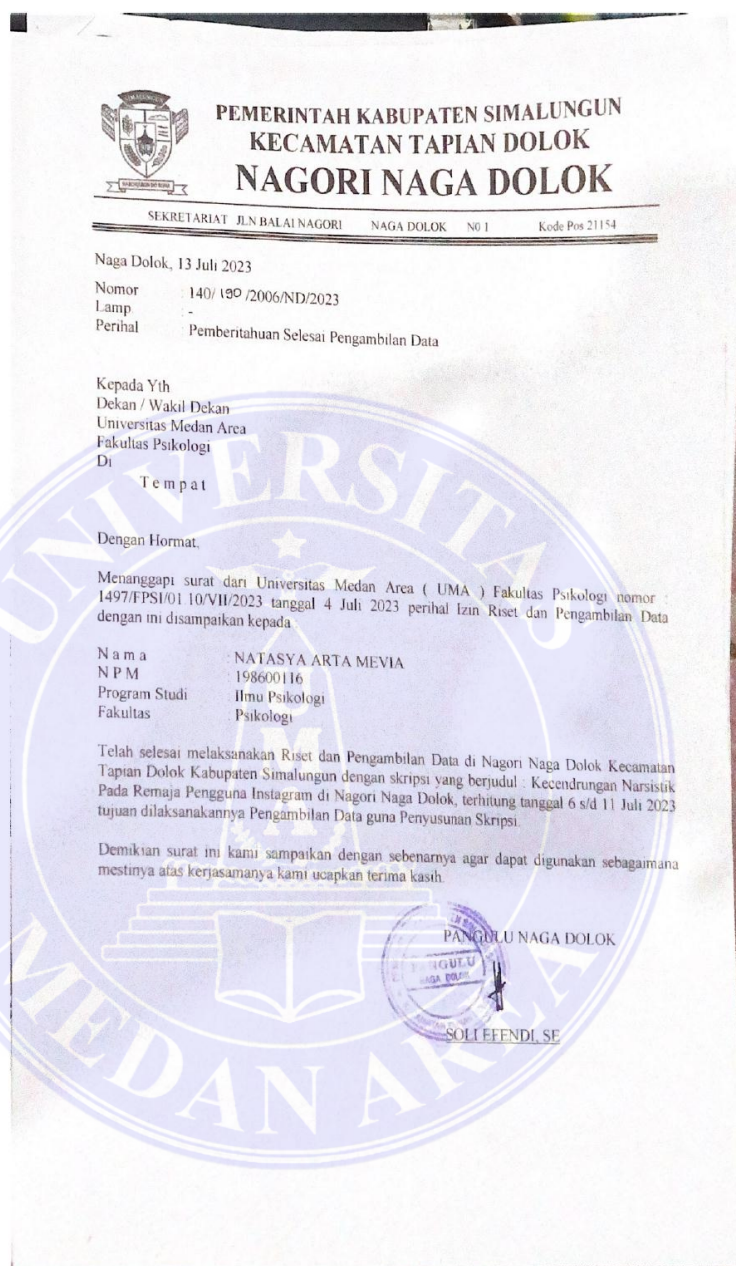 PEMERINTAH KABUPATEN SIMALUNGUN
KECAMATAN TAPIAN DOLOK
NAGORI NAGA DOLOK
SEKRETARIAT JLN BALAI NAGORI NAGA DOLOK N0 1 Kode Pos 21154
Naga Dolok, 13 Juli 2023
Nomor : 140/ 190 /2006/ND/2023
Lamp : -
Perihal : Pemberitahuan Selesai Pengambilan Data
Kepada Yth
Dekan / Wakil Dekan
Universitas Medan Area
Fakultas Psikologi
Di
T e m p a t
Dengan Hormat,
Menanggapi surat dari Universitas Medan Area ( UMA ) Fakultas Psikologi nomor :
1497/FPSI/01.10/VII/2023 tanggal 4 Juli 2023 perihal Izin Riset dan Pengambilan Data
dengan ini disampaikan kepada :
N a m a : NATASYA ARTA MEVIA
N P M : 198600116
Program Studi : Ilmu Psikologi
Fakultas : Psikologi
Telah selesai melaksanakan Riset dan Pengambilan Data di Nagori Naga Dolok Kecamatan
Tapian Dolok Kabupaten Simalungun dengan skripsi yang berjudul : Kecendrungan Narsistik
Pada Remaja Pengguna Instagram di Nagori Naga Dolok, terhitung tanggal 6 s/d 11 Juli 2023
tujuan dilaksanakannya Pengambilan Data guna Penyusunan Skripsi.
Demikian surat ini kami sampaikan dengan sebenarnya agar dapat digunakan sebagaimana
mestinya atas kerjasamanya kami ucapkan terima kasih.
PANGULU NAGA DOLOK
PANGULU
NAGA DOLOK
SOLI EFENDI, SE
UNIVERSITAS
UMA
MEDAN AREA